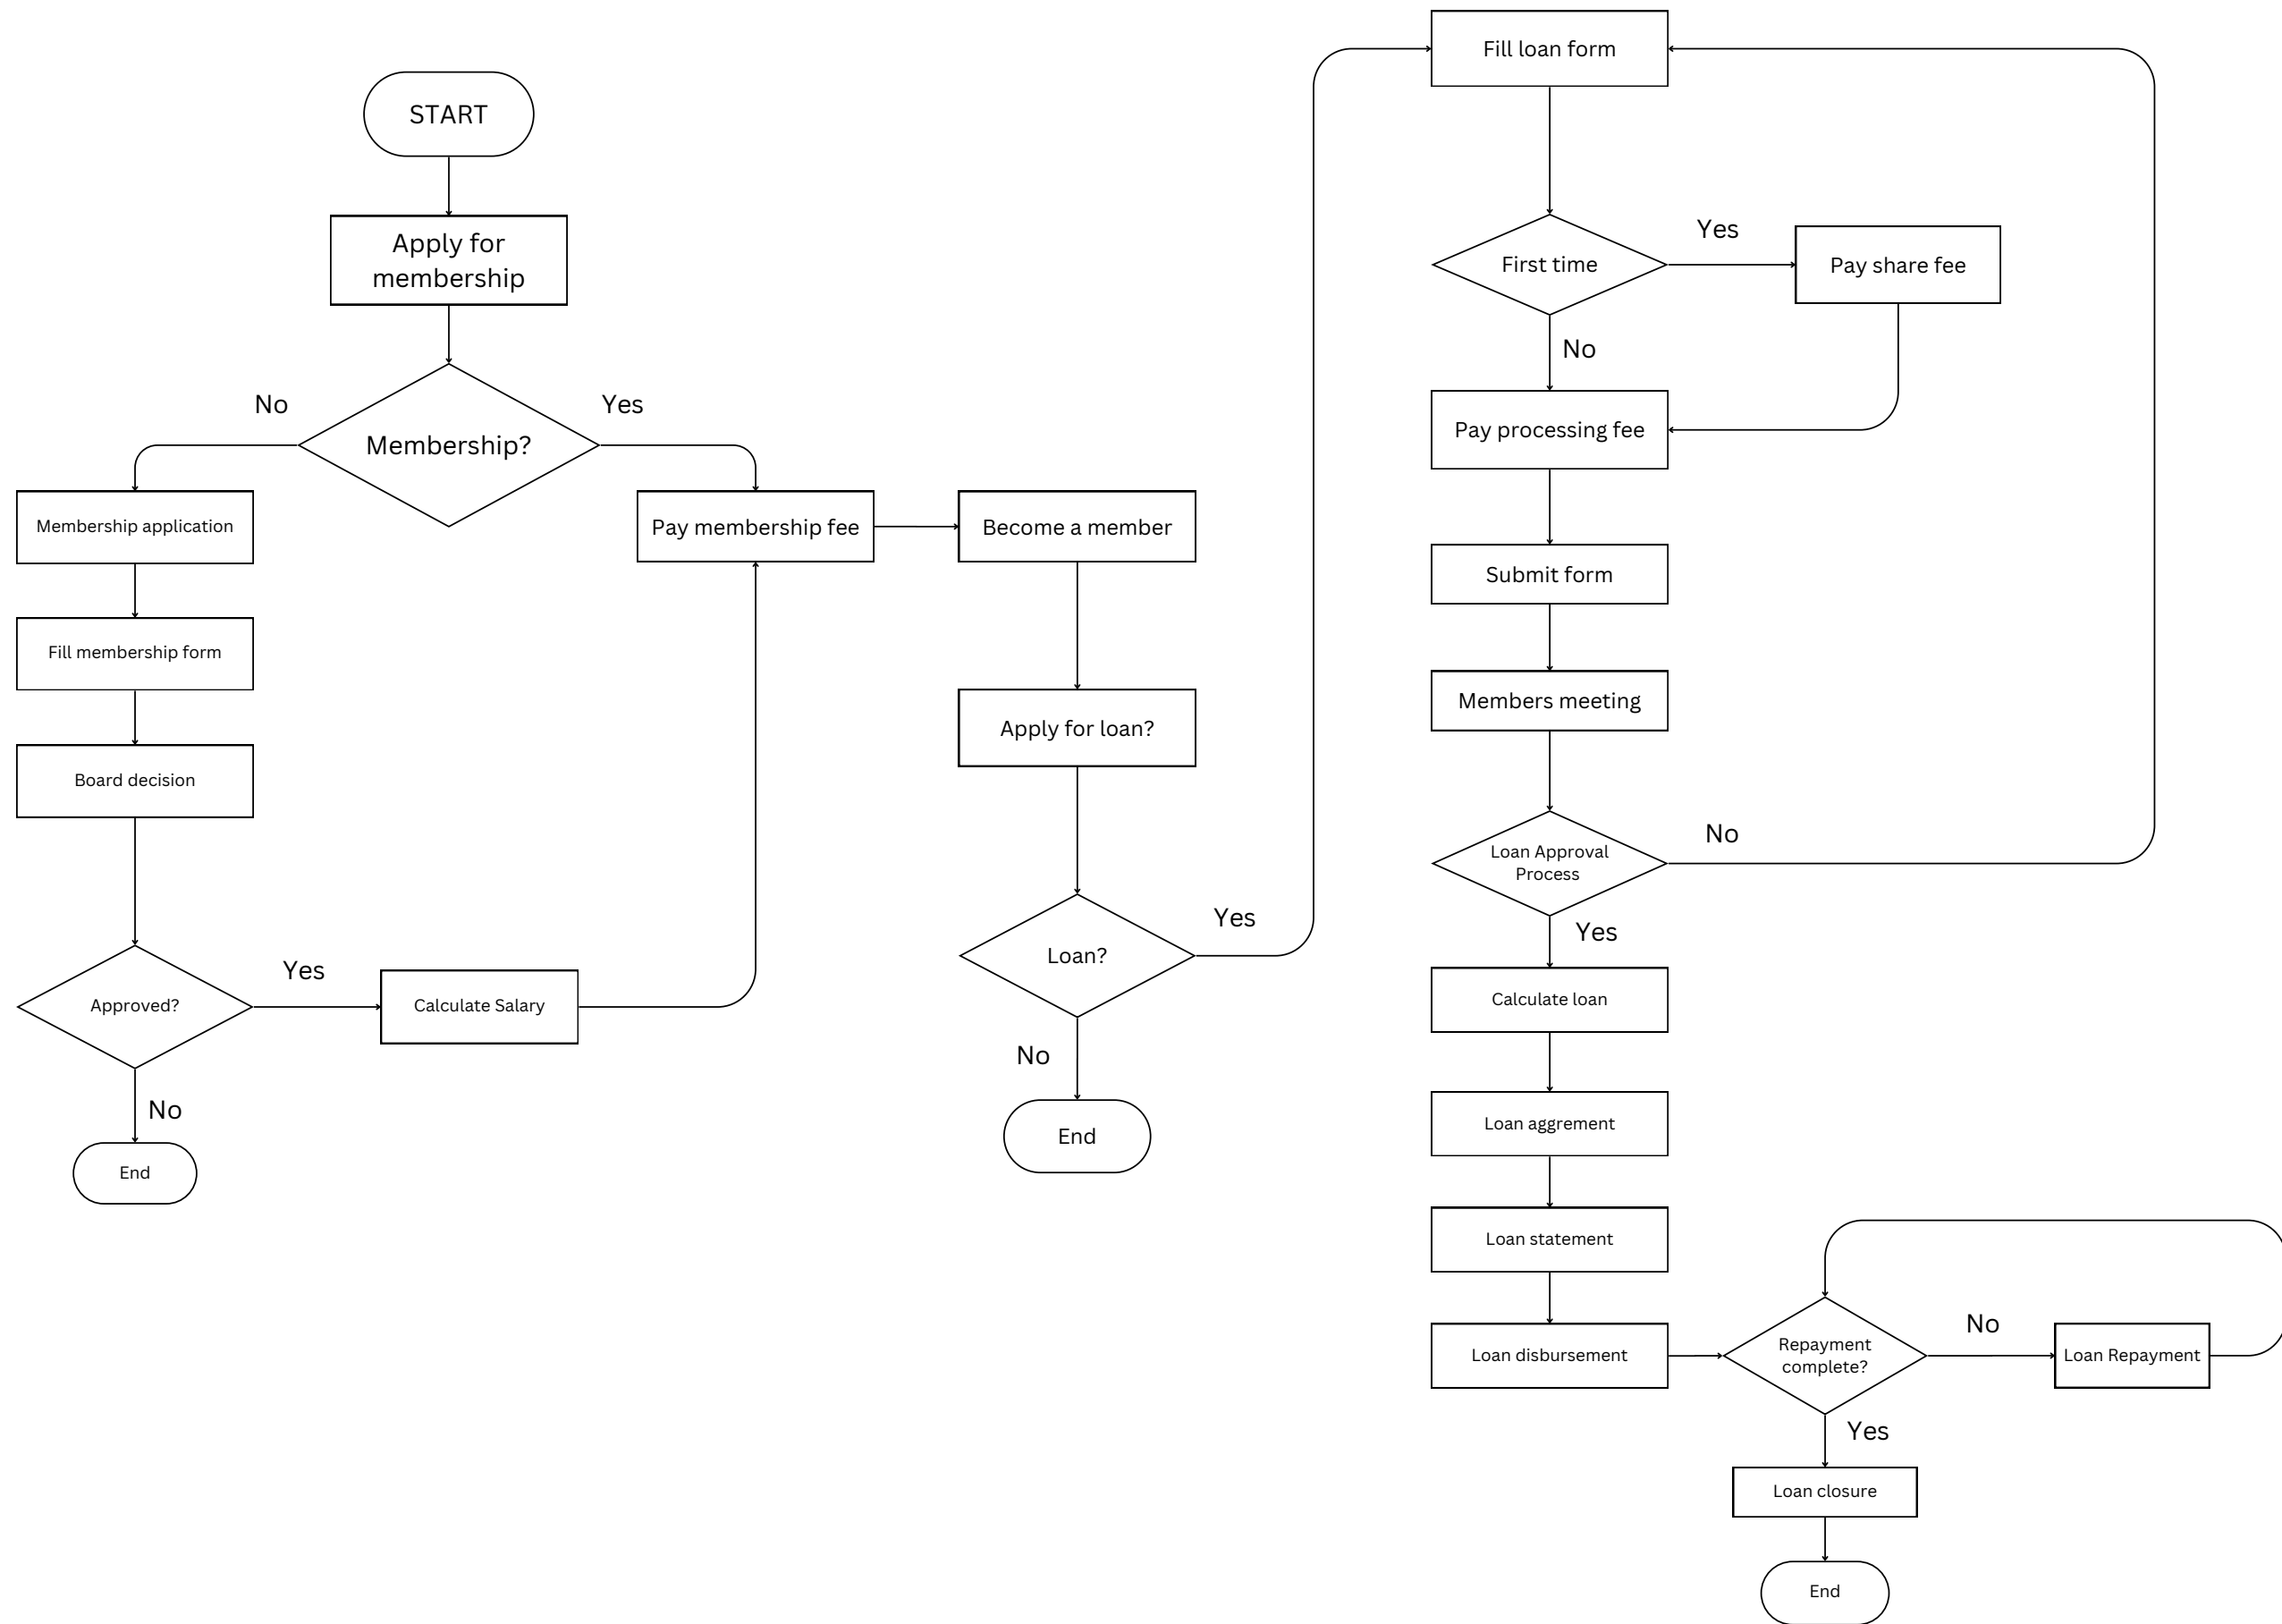 START
Apply for
membership
No
Yes
Membership?
Membership application
Fill membership form
Board decision
Approved?
Yes
Calculate Salary
No
End
Pay membership fee
Become a member
Apply for loan?
Loan?
Yes
No
End
Fill loan form
First time
Yes
Pay share fee
No
Pay processing fee
Submit form
Members meeting
Loan Approval
Process
No
Yes
Calculate loan
Loan aggrement
Loan statement
Loan disbursement
Repayment
complete?
No
Loan Repayment
Yes
Loan closure
End